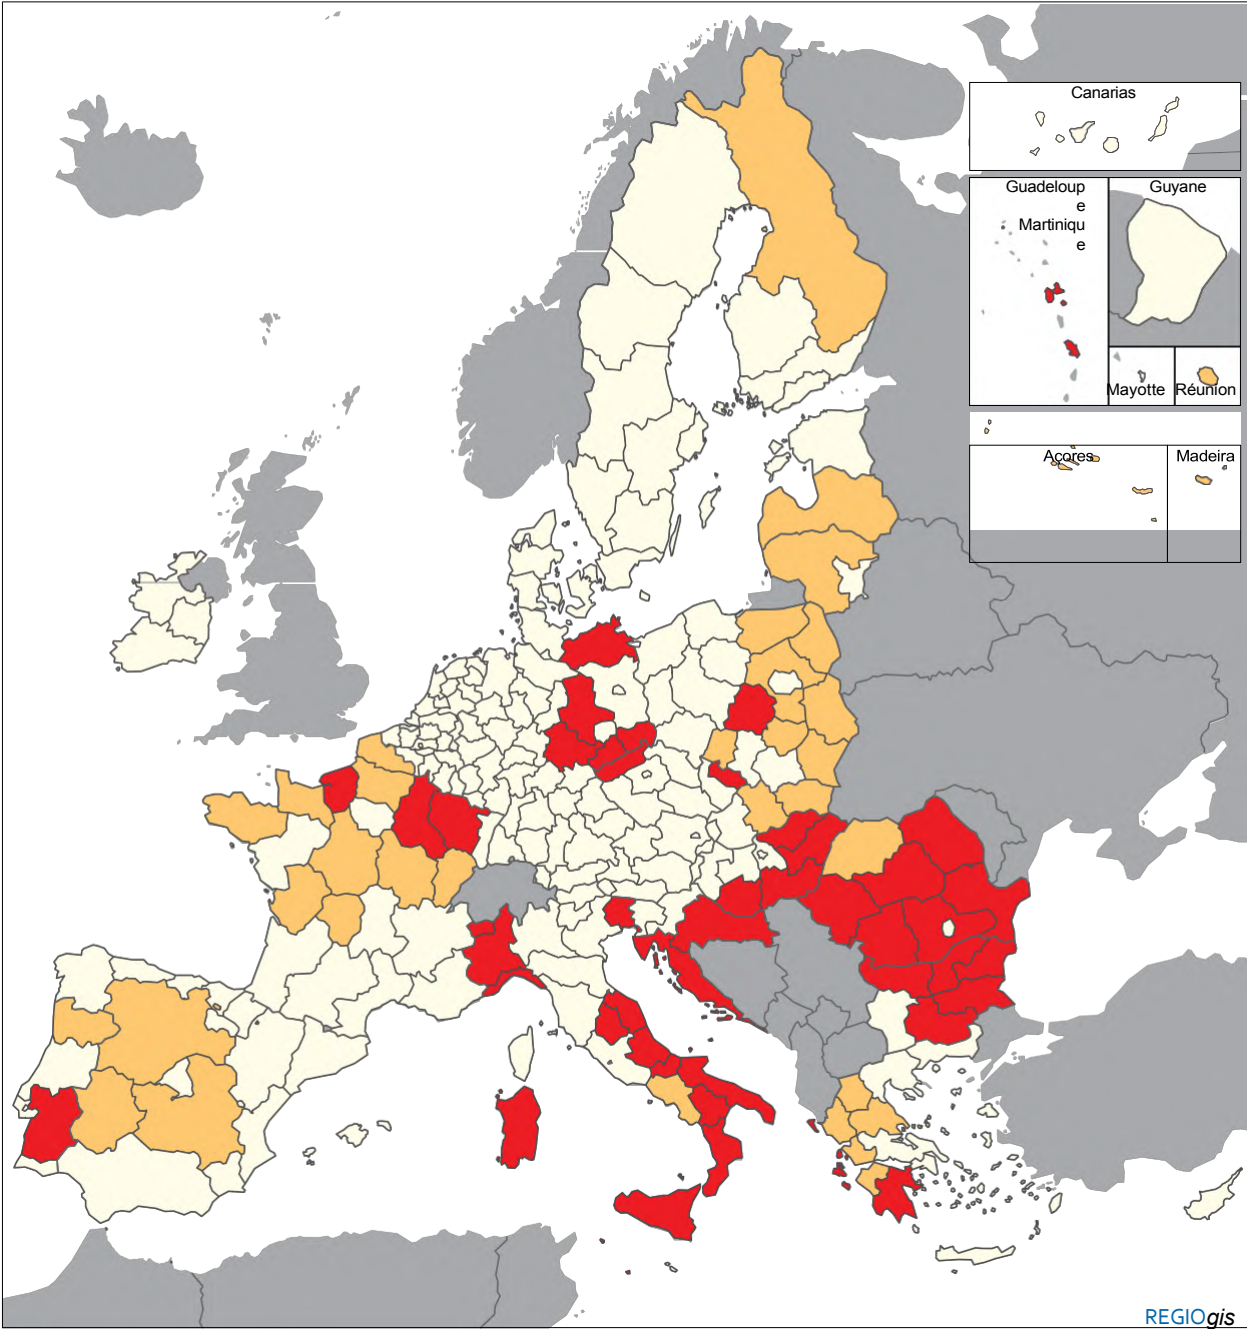 Canarias
Guadeloup
e
Martiniqu
e
Guyane
Mayotte
Réunion
Açores
Madeira
REGIOgis